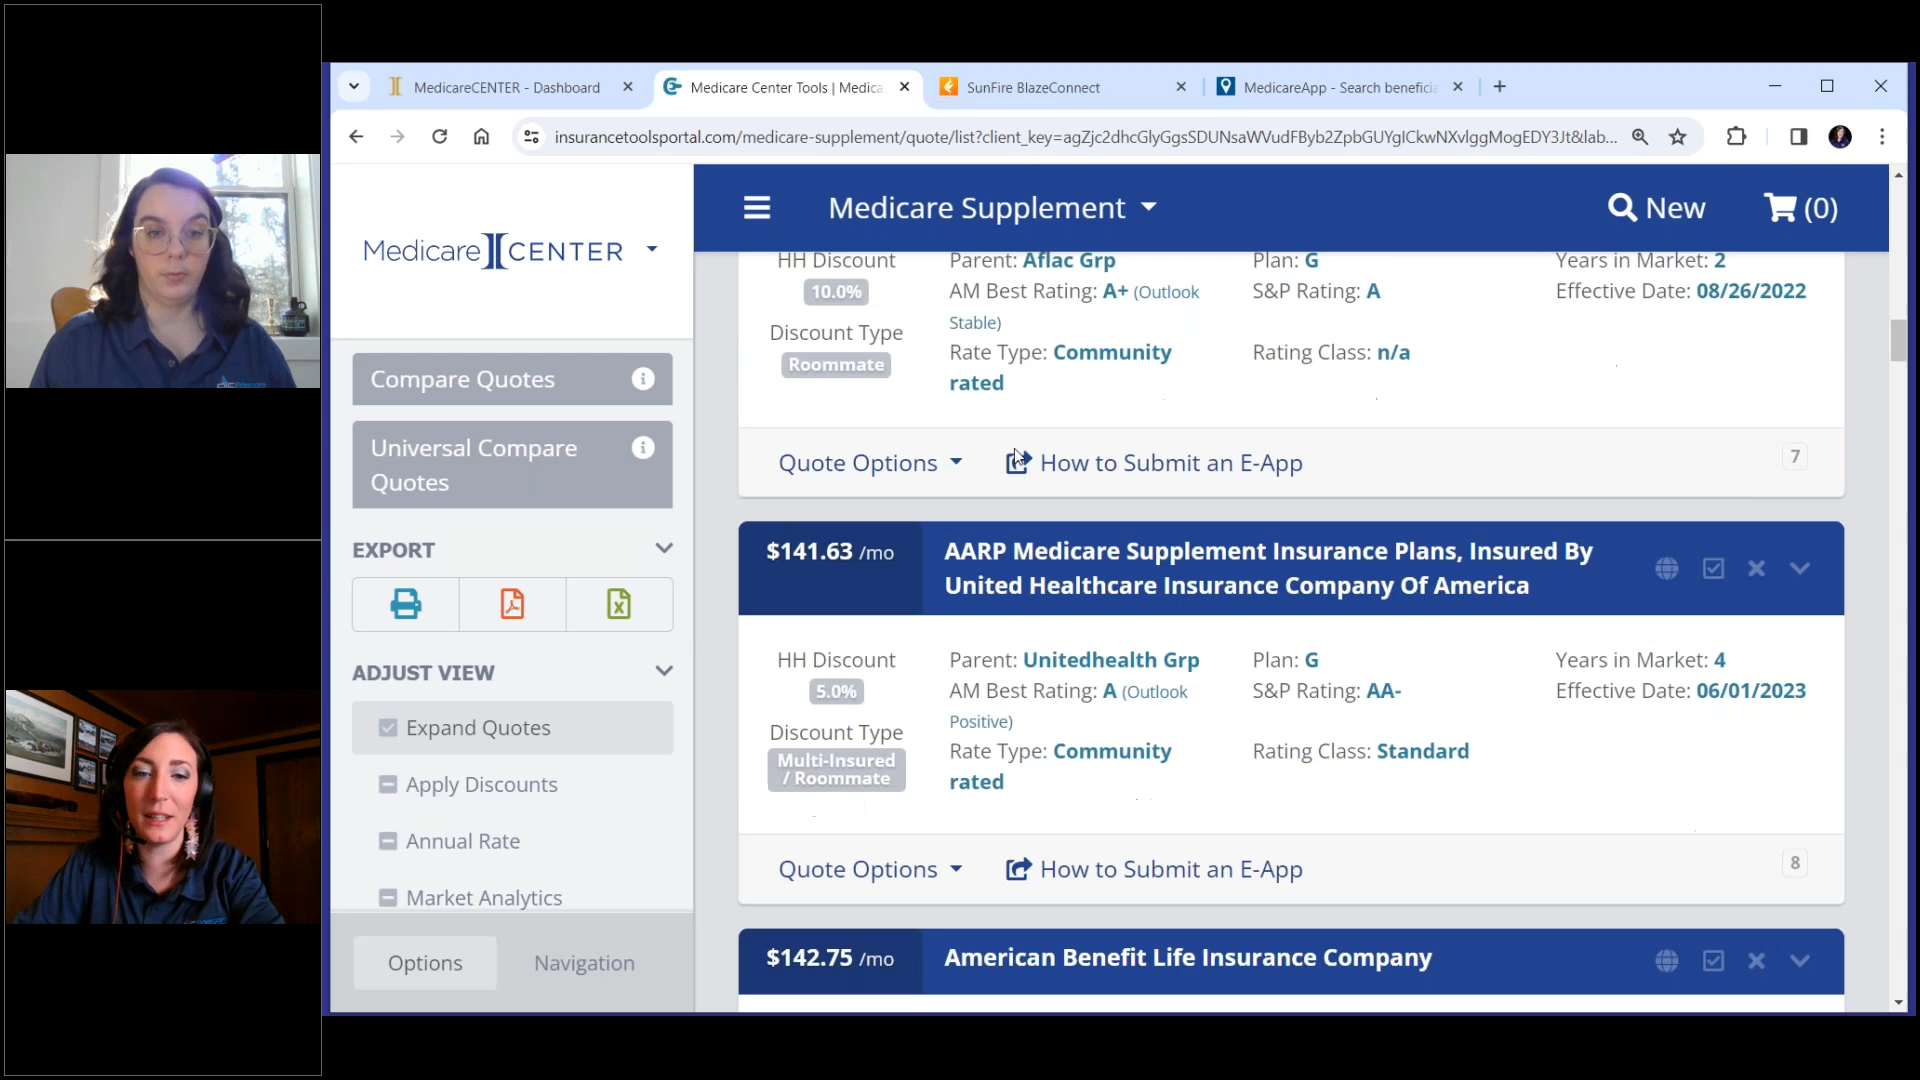 MedicareCENTER - Dashboard
Medicare Center Tools | Medica
SunFire BlazeConnect
MedicareApp - Search benefici
insurancetoolsportal.com/medicare-supplement/quote/list?client_key=agZjc2dhcGlyGgsSDUNsaWVudFByb2ZpbGUYgICkwNXvlggMogEDY3Jt&lab...
Medicare CENTER
Medicare Supplement
New
(0)
Compare Quotes
Universal Compare
Quotes
EXPORT
ADJUST VIEW
Expand Quotes
Apply Discounts
Annual Rate
Market Analytics
Options
Navigation
HH Discount
10.0%
Discount Type
Roommate
Parent: Aflac Grp
AM Best Rating: A+ (Outlook
Stable)
Rate Type: Community
rated
Plan: G
S&P Rating: A
Rating Class: n/a
Years in Market: 2
Effective Date: 08/26/2022
Quote Options
How to Submit an E-App
7
$141.63 /mo
AARP Medicare Supplement Insurance Plans, Insured By
United Healthcare Insurance Company Of America
HH Discount
5.0%
Discount Type
Multi-Insured
/ Roommate
Parent: Unitedhealth Grp
AM Best Rating: A (Outlook
Positive)
Rate Type: Community
rated
Plan: G
S&P Rating: AA-
Rating Class: Standard
Years in Market: 4
Effective Date: 06/01/2023
Quote Options
How to Submit an E-App
8
$142.75 /mo
American Benefit Life Insurance Company